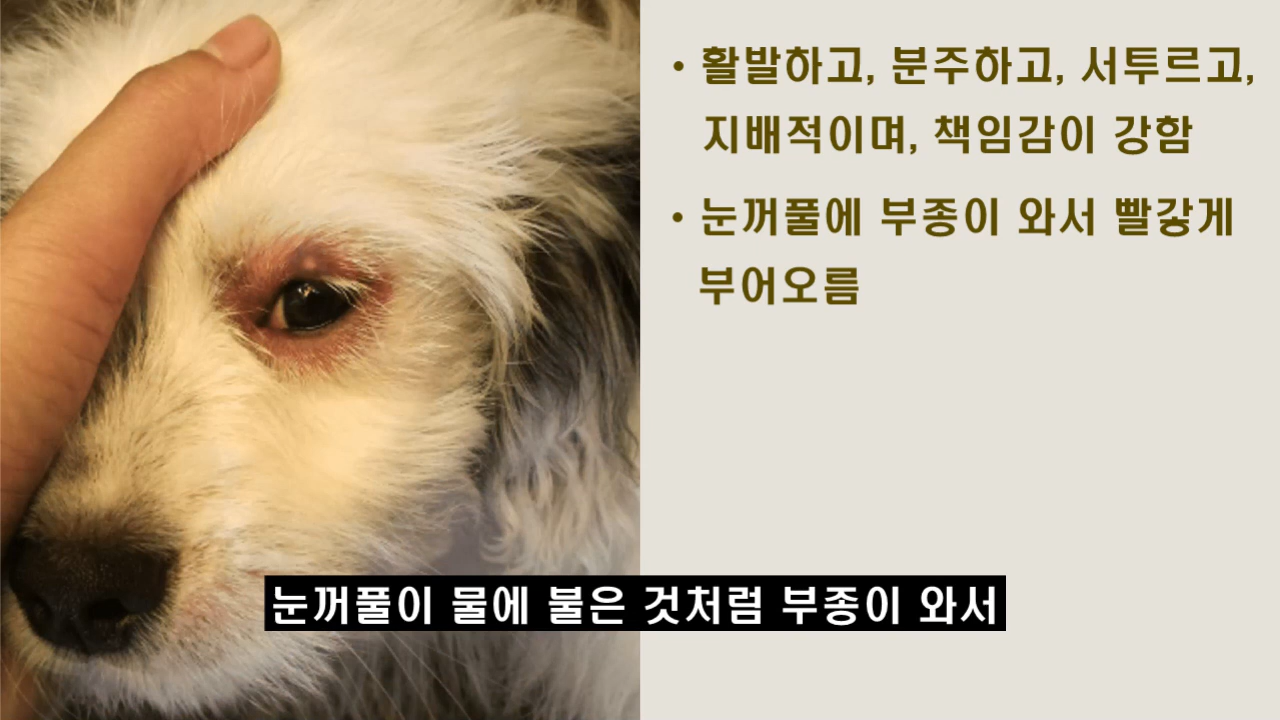 • 활발하고, 분주하고, 서투르고,
지배적이며, 책임감이 강함
• 눈꺼풀에 부종이 와서 빨갛게
부어오름
눈꺼풀이 물에 불은 것처럼 부종이 와서